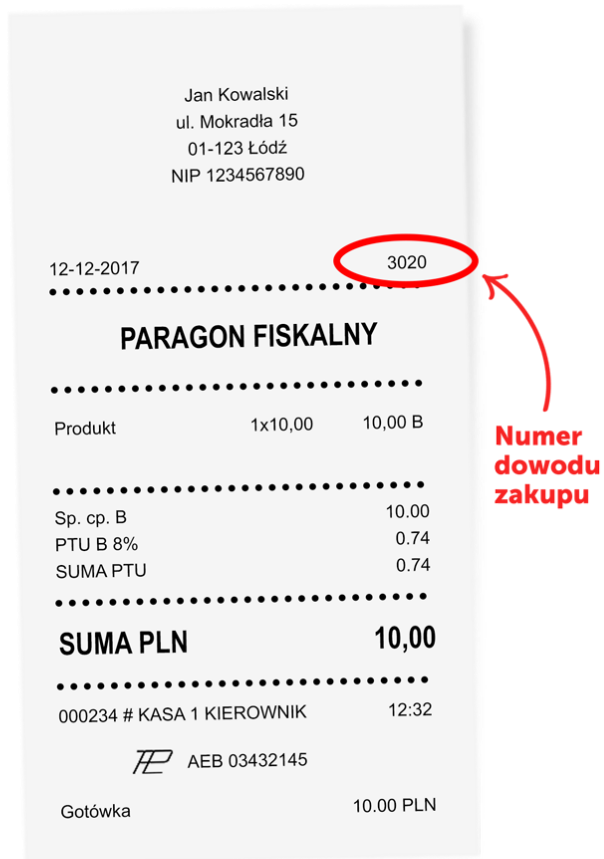 Jan Kowalski
ul. Mokradła 15
01-123 Łódź
NIP 1234567890
12-12-2017 3020
PARAGON FISKALNY
Produkt 1x10,00 10,00 B
Numer
dowodu
zakupu
Sp. cp. B 10.00
PTU B 8% 0.74
SUMA PTU 0.74
SUMA PLN 10,00
000234 # KASA 1 KIEROWNIK 12:32
AEB 03432145
Gotówka 10.00 PLN